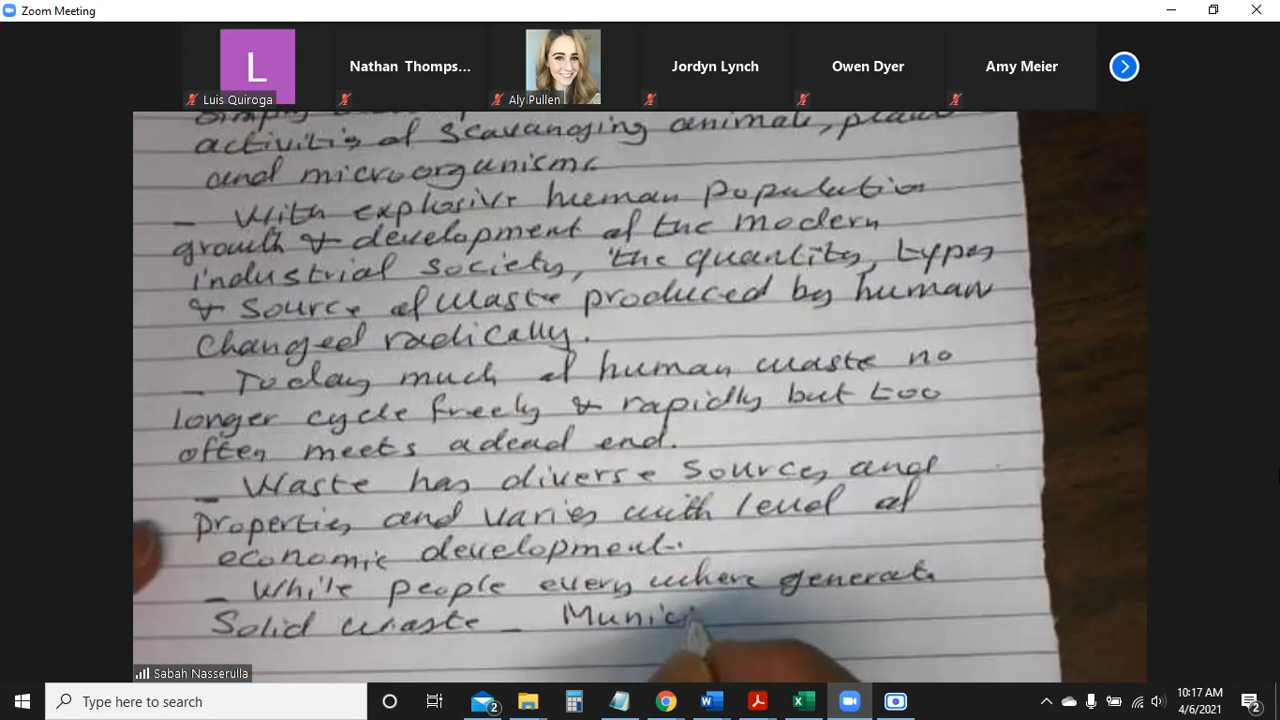 Zoom Meeting
L
Nathan Thomps...
Jordyn Lynch
Owen Dyer
Amy Meier
Luis Quiroga
Aly Pullen
activities of scavanging animals,
and microorganisms
- With explosive human population
growth & development of the modern
industrial society, the quantity, types
& source of waste produced by human
changed radically.
- Today much of human waste no
longer cycle freely & rapidly but too
often meets a dead end.
- Waste has diverse sources and
properties and varies with level of
economic development.
- While people every where generate
Solid waste - Munici
Sabah Nasserulla
Type here to search
2
10:17 AM
4/6/2021
2